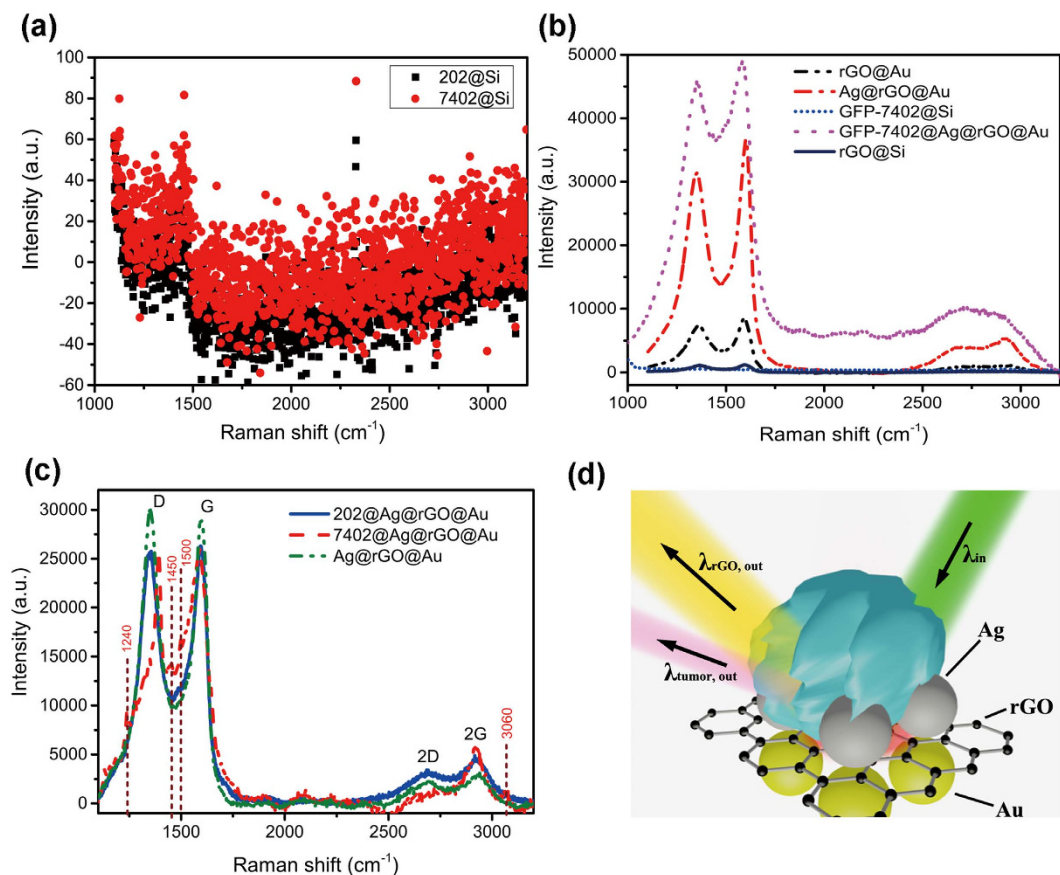 (a)
100
80
60
40
20
0
-20
-40
-60
1000
1500
2000
2500
3000
Intensity (a.u.)
Raman shift (cm⁻¹)
202@Si
7402@Si
(b)
50000
40000
30000
20000
10000
0
1000
1500
2000
2500
3000
Intensity (a.u.)
Raman shift (cm⁻¹)
rGO@Au
Ag@rGO@Au
GFP-7402@Si
GFP-7402@Ag@rGO@Au
rGO@Si
(c)
30000
25000
20000
15000
10000
5000
0
1500
2000
2500
3000
Intensity (a.u.)
Raman shift (cm⁻¹)
D
G
2D
2G
1240
1450
1500
3060
202@Ag@rGO@Au
7402@Ag@rGO@Au
Ag@rGO@Au
(d)
λrGO, out
λin
λtumor, out
Ag
rGO
Au